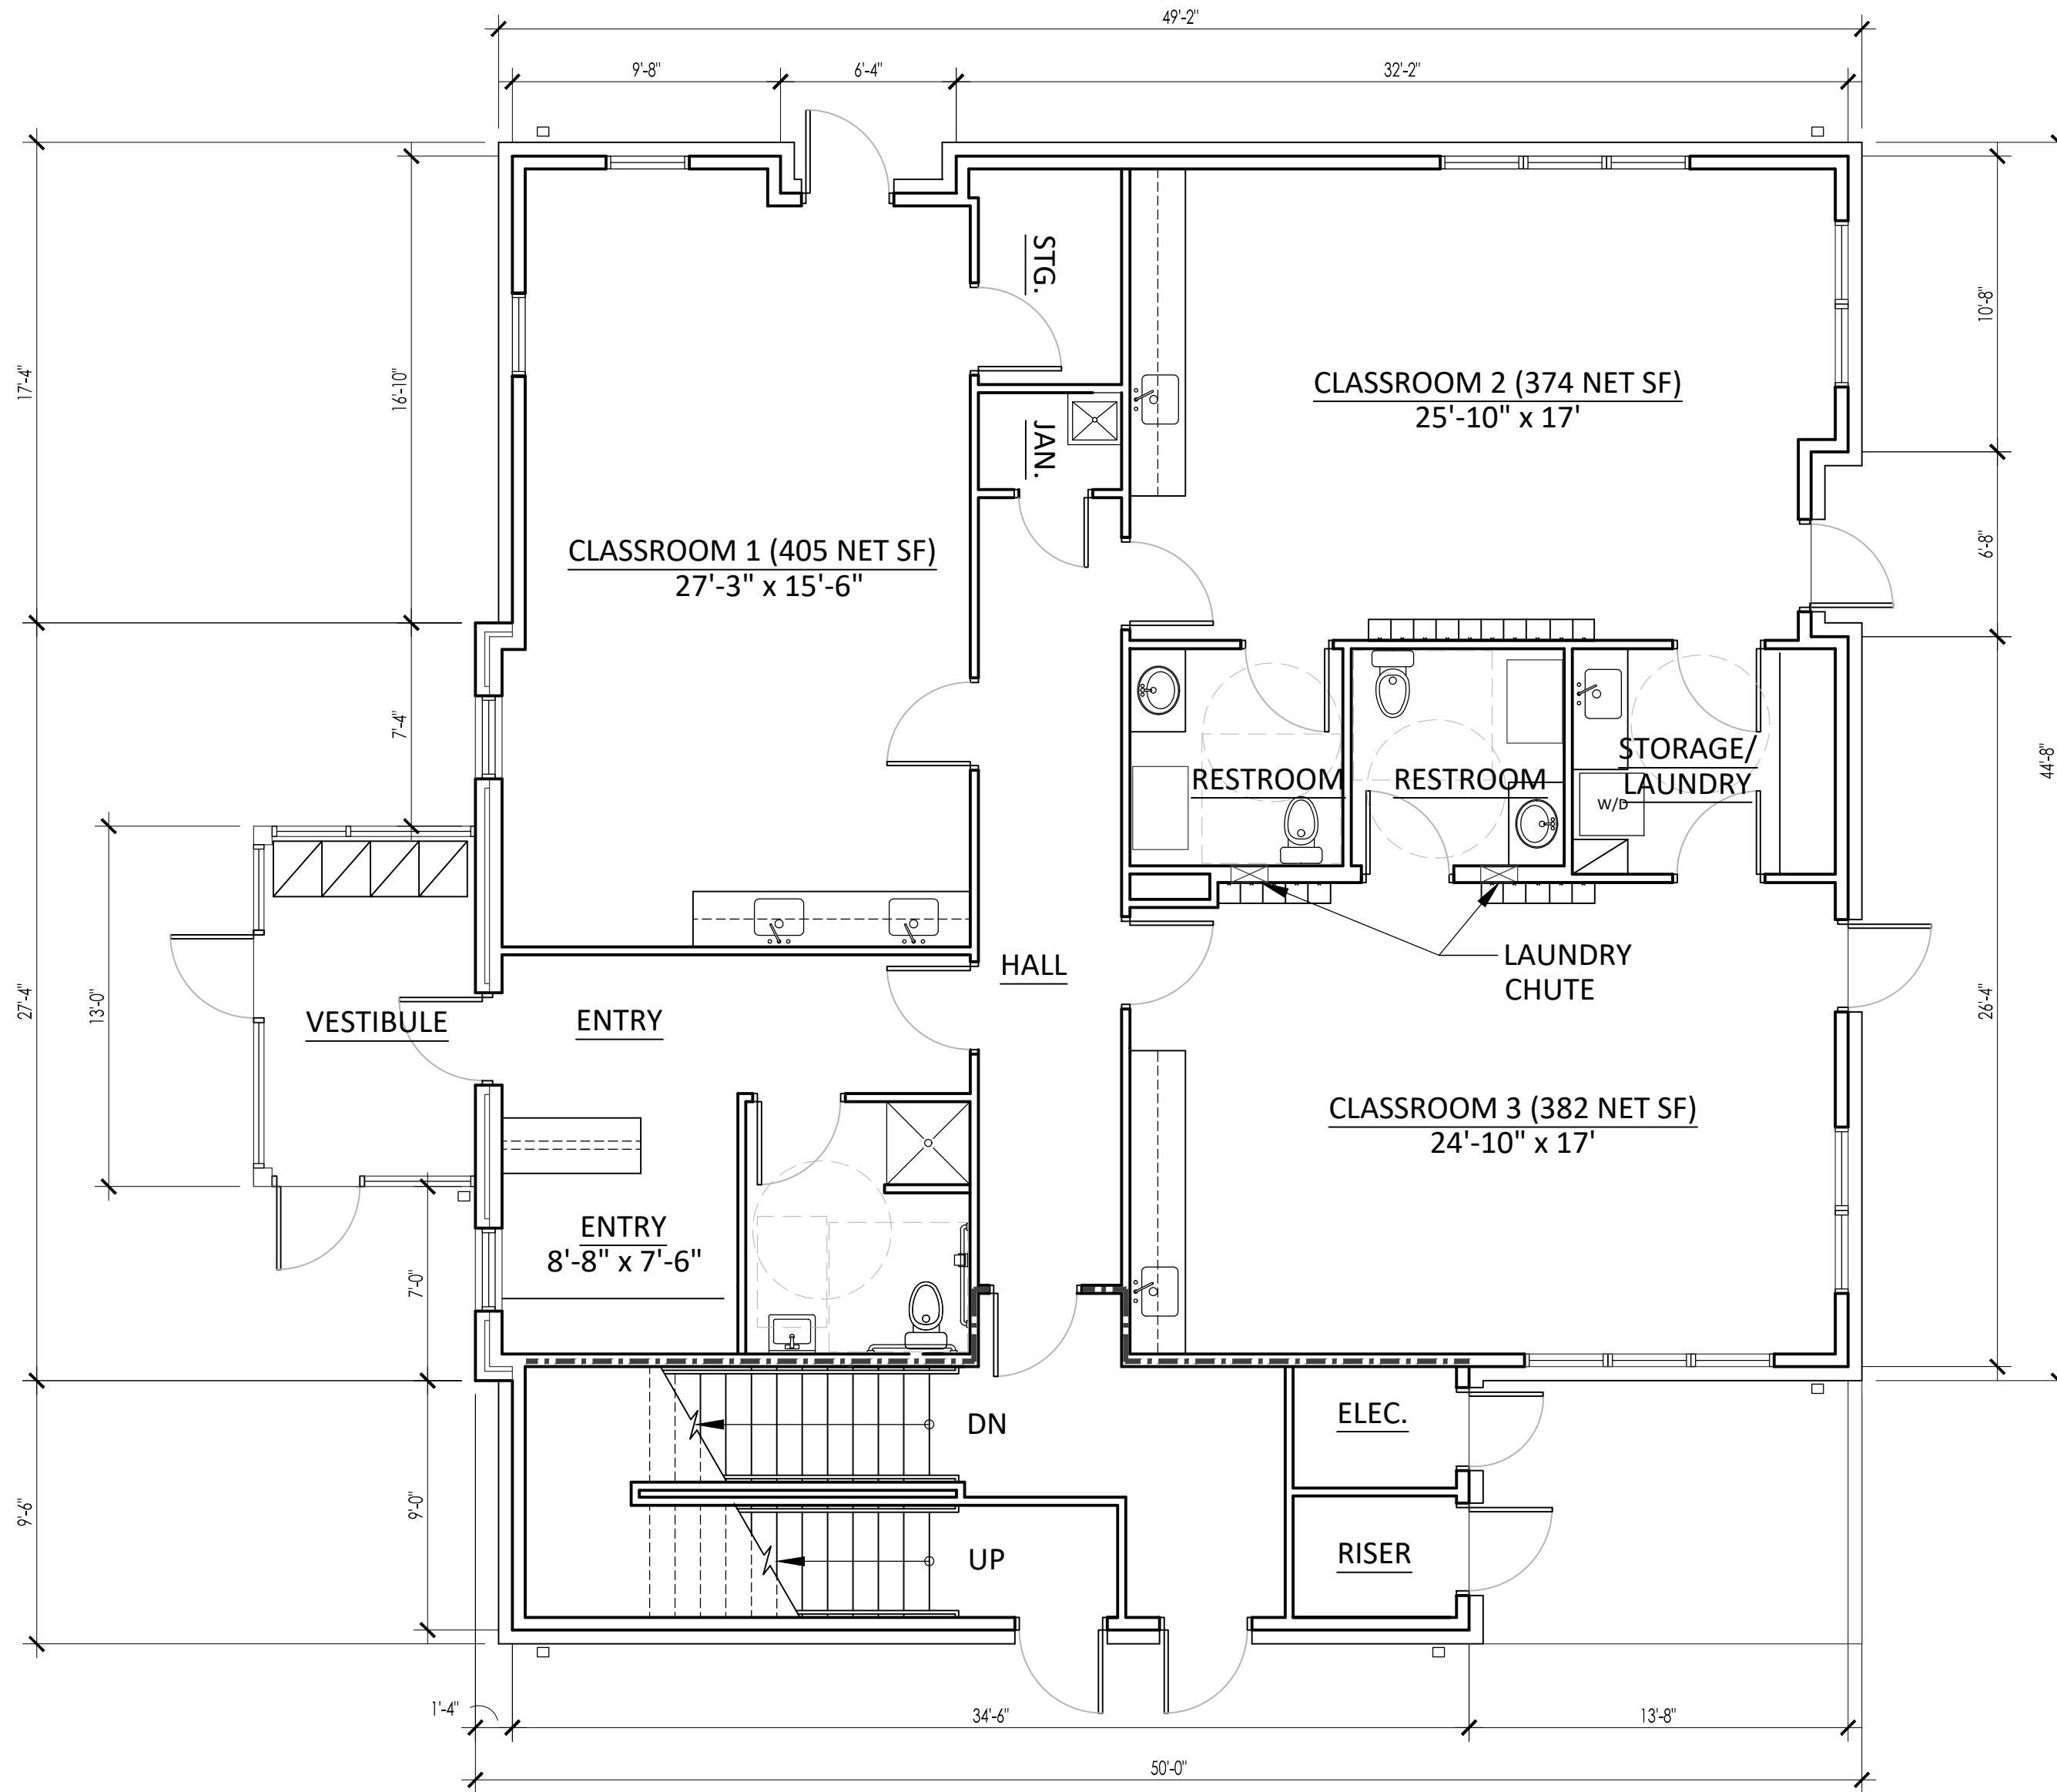 49'-2"
9'-8"
6'-4"
32'-2"
17'-4"
16'-10"
10'-8"
STG.
JAN.
CLASSROOM 2 (374 NET SF)
25'-10" x 17'
CLASSROOM 1 (405 NET SF)
27'-3" x 15'-6"
6'-8"
7'-4"
44'-8"
RESTROOM
RESTROOM
STORAGE/
LAUNDRY
W/D
13'-0"
27'-4"
26'-4"
HALL
LAUNDRY
CHUTE
VESTIBULE
ENTRY
CLASSROOM 3 (382 NET SF)
24'-10" x 17'
ENTRY
8'-8" x 7'-6"
7'-0"
DN
ELEC.
9'-6"
9'-0"
UP
RISER
1'-4"
34'-6"
13'-8"
50'-0"